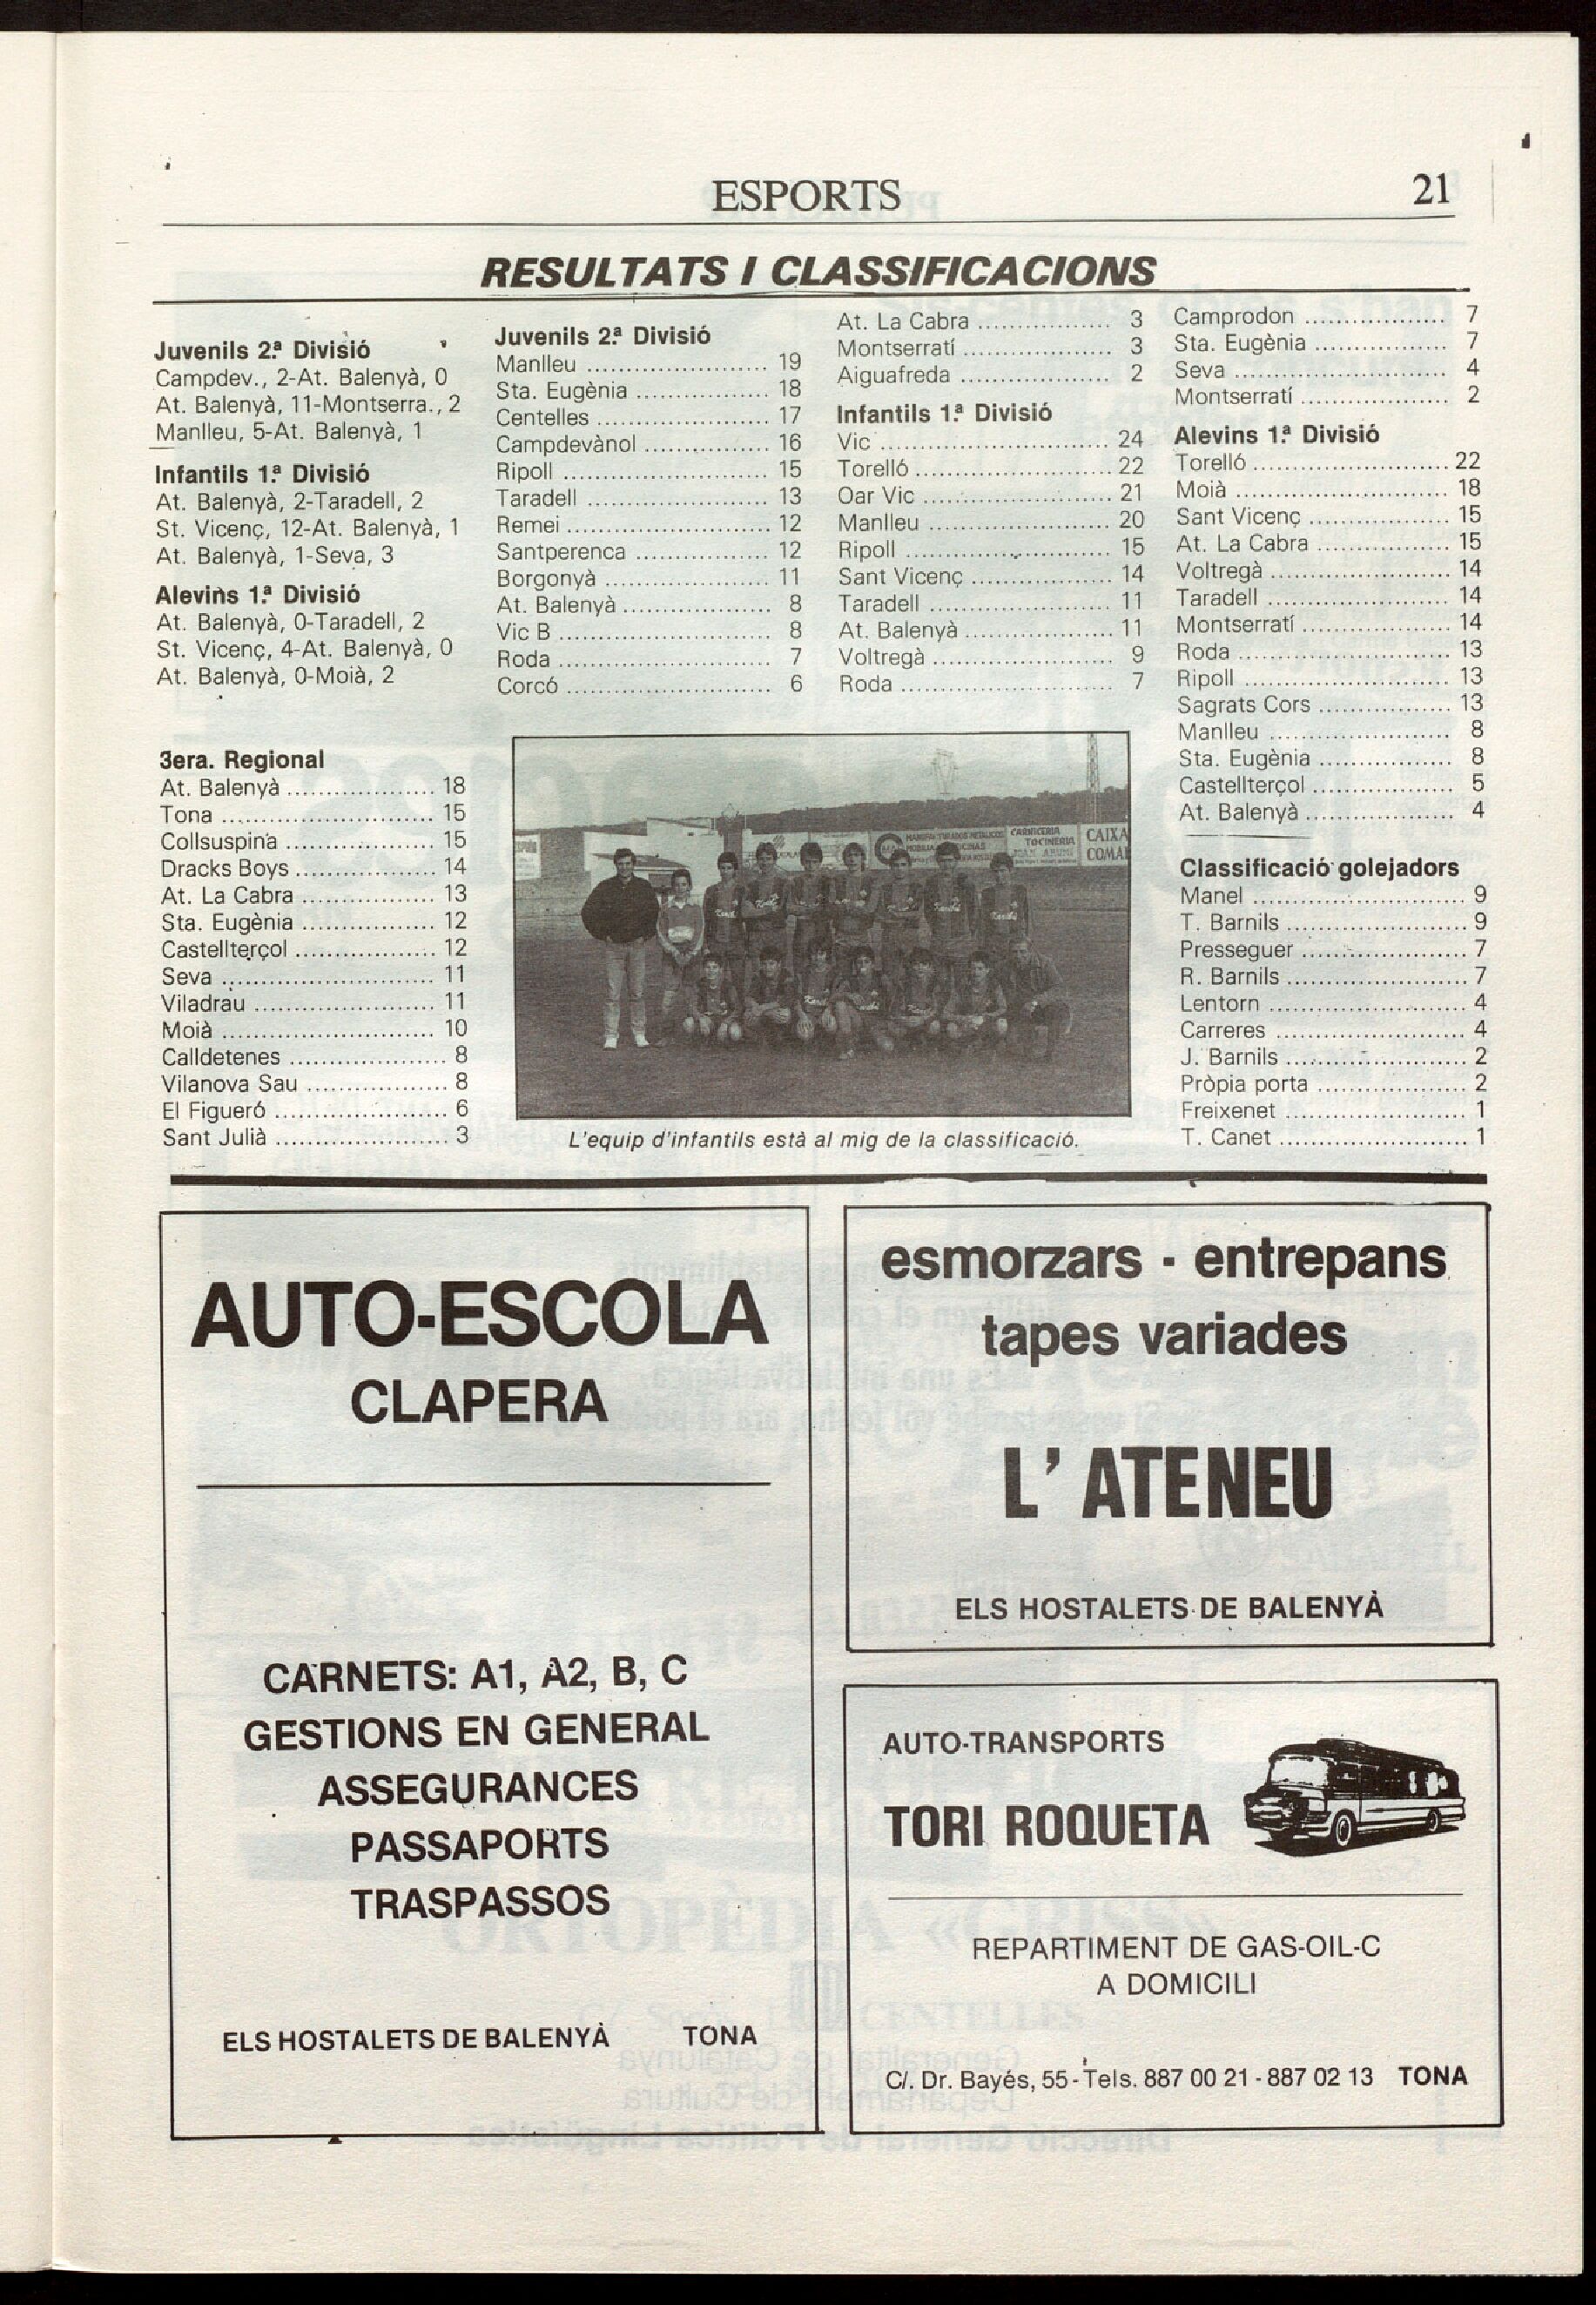 ESPORTS
21
RESULTATS I CLASSIFICACIONS
Juvenils 2.ª Divisió
Campdev., 2-At. Balenyà, 0
At. Balenyà, 11-Montserra., 2
Manlleu, 5-At. Balenyà, 1
Infantils 1.ª Divisió
At. Balenyà, 2-Taradell, 2
St. Vicenç, 12-At. Balenyà, 1
At. Balenyà, 1-Seva, 3
Alevins 1.ª Divisió
At. Balenyà, 0-Taradell, 2
St. Vicenç, 4-At. Balenyà, 0
At. Balenyà, 0-Moià, 2
3era. Regional
At. Balenyà .................. 18
Tona .......................... 15
Collsuspina .................. 15
Dracks Boys ................. 14
At. La Cabra ................ 13
Sta. Eugènia ................ 12
Castellterçol ................. 12
Seva .......................... 11
Viladrau ...................... 11
Moià .......................... 10
Calldetenes ................... 8
Vilanova Sau ................. 8
El Figueró ..................... 6
Sant Julià ..................... 3
Juvenils 2.ª Divisió
Manlleu ...................... 19
Sta. Eugènia ................ 18
Centelles ..................... 17
Campdevànol ............... 16
Ripoll ......................... 15
Taradell ...................... 13
Remei ......................... 12
Santperenca ................ 12
Borgonyà .................... 11
At. Balenyà .................. 8
Vic B .......................... 8
Roda .......................... 7
Corcó ......................... 6
At. La Cabra ................ 3
Montserratí .................. 3
Aiguafreda .................. 2
Infantils 1.ª Divisió
Vic ............................ 24
Torelló ........................ 22
Oar Vic ....................... 21
Manlleu ...................... 20
Ripoll ......................... 15
Sant Vicenç ................. 14
Taradell ...................... 11
At. Balenyà .................. 11
Voltregà ...................... 9
Roda .......................... 7
Camprodon ................. 7
Sta. Eugènia ................ 7
Seva .......................... 4
Montserratí .................. 2
Alevins 1.ª Divisió
Torelló ........................ 22
Moià .......................... 18
Sant Vicenç ................. 15
At. La Cabra ................ 15
Voltregà ...................... 14
Taradell ...................... 14
Montserratí .................. 14
Roda .......................... 13
Ripoll ......................... 13
Sagrats Cors ................ 13
Manlleu ...................... 8
Sta. Eugènia ................ 8
Castellterçol ................. 5
At. Balenyà .................. 4
Classificació golejadors
Manel .......................... 9
T. Barnils ...................... 9
Presseguer .................... 7
R. Barnils ...................... 7
Lentorn ........................ 4
Carreres ....................... 4
J. Barnils ...................... 2
Pròpia porta .................. 2
Freixenet ...................... 1
T. Canet ....................... 1
CARNICERIA
TOCINERIA
CAIXA
L'equip d'infantils està al mig de la classificació.
AUTO-ESCOLA
CLAPERA
CARNETS: A1, A2, B, C
GESTIONS EN GENERAL
ASSEGURANCES
PASSAPORTS
TRASPASSOS
ELS HOSTALETS DE BALENYÀ TONA
esmorzars - entrepans
tapes variades
L'ATENEU
ELS HOSTALETS DE BALENYÀ
AUTO-TRANSPORTS
TORI ROQUETA
REPARTIMENT DE GAS-OIL-C
A DOMICILI
C/. Dr. Bayés, 55 - Tels. 887 00 21 - 887 02 13 TONA